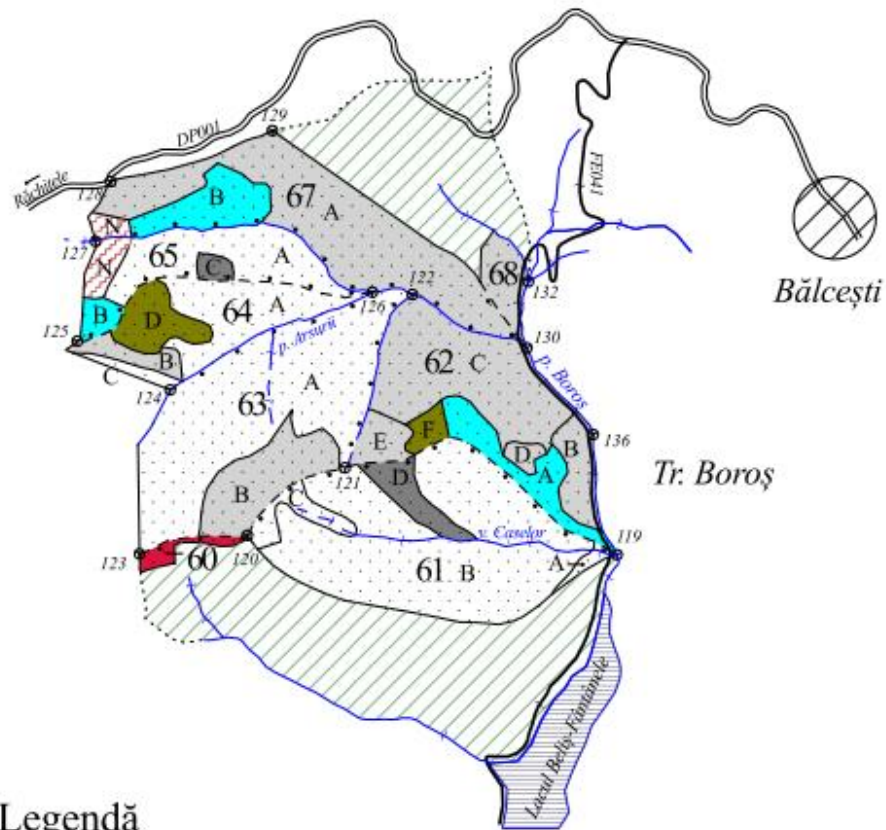 129
DP001
Răchițele
128
67
A
B
FE041
N
127
65
A
C
N
64
A
126
122
68
132
Bălcești
B
D
125
B
p. Arsurii
130
C
124
62
C
p. Boroș
63
A
E
F
B
136
D
A
Tr. Boroș
B
121
D
C
v. Caselor
123
60
120
61
B
A
119
Lacul Beliș-Fântânele
Legendă